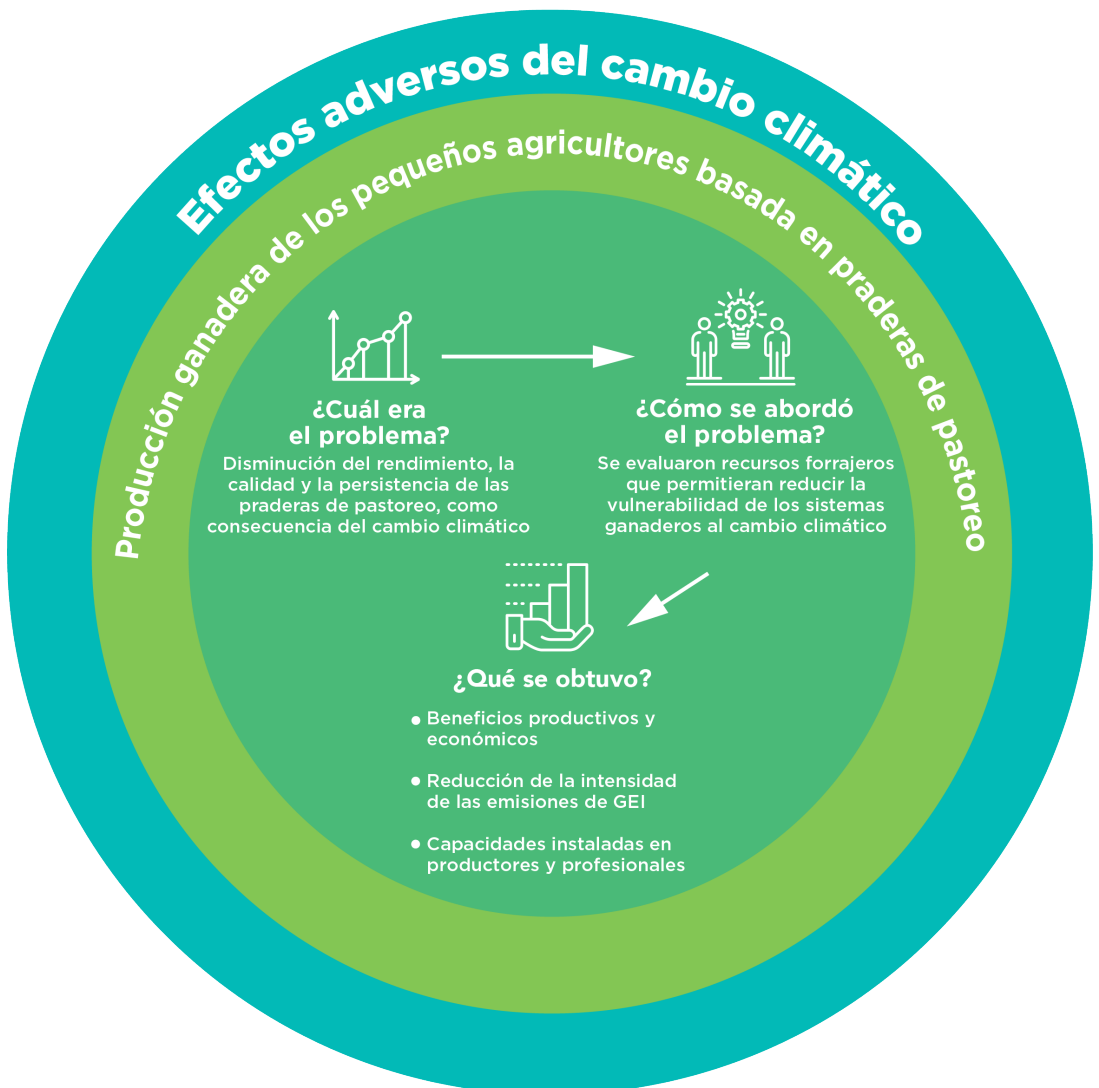 Efectos adversos del cambio climático
Producción ganadera de los pequeños agricultores basada en praderas de pastoreo
¿Cuál era
el problema?
Disminución del rendimiento, la
calidad y la persistencia de las
praderas de pastoreo, como
consecuencia del cambio climático
¿Cómo se abordó
el problema?
Se evaluaron recursos forrajeros
que permitieran reducir la
vulnerabilidad de los sistemas
ganaderos al cambio climático
¿Qué se obtuvo?
• Beneficios productivos y
económicos
• Reducción de la intensidad
de las emisiones de GEI
• Capacidades instaladas en
productores y profesionales